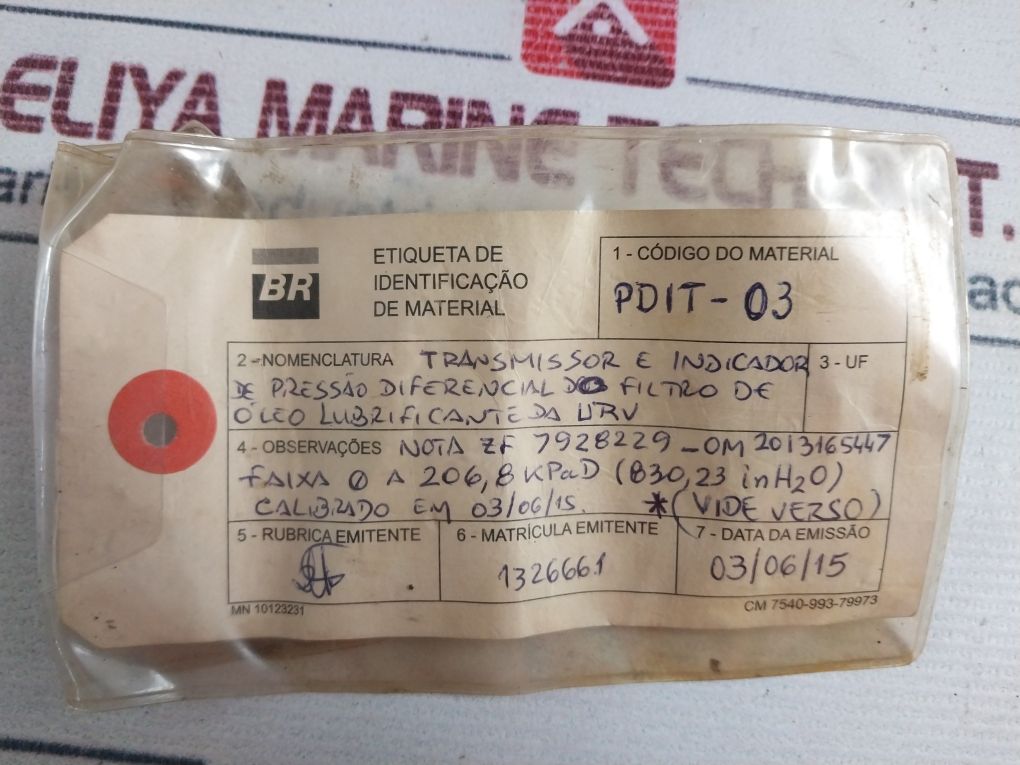 ELIYA MARINE TECH
T.
BR
ETIQUETA DE
IDENTIFICAÇÃO
DE MATERIAL
1 - CÓDIGO DO MATERIAL
PDIT - 03
2 - NOMENCLATURA TRANSMISSOR E INDICADOR
DE PRESSÃO DIFERENCIAL DO FILTRO DE
ÓLEO LUBRIFICANTE DA URV
3 - UF
4 - OBSERVAÇÕES NOTA ZF 7928229 - OM 2013165447
FAIXA 0 A 206,8 KPaD (830,23 inH2O)
CALIBRADO EM 03/06/15. *(VIDE VERSO)
5 - RUBRICA EMITENTE
6 - MATRÍCULA EMITENTE
1326661
7 - DATA DA EMISSÃO
03/06/15
MN 10123231
CM 7540-993-79973